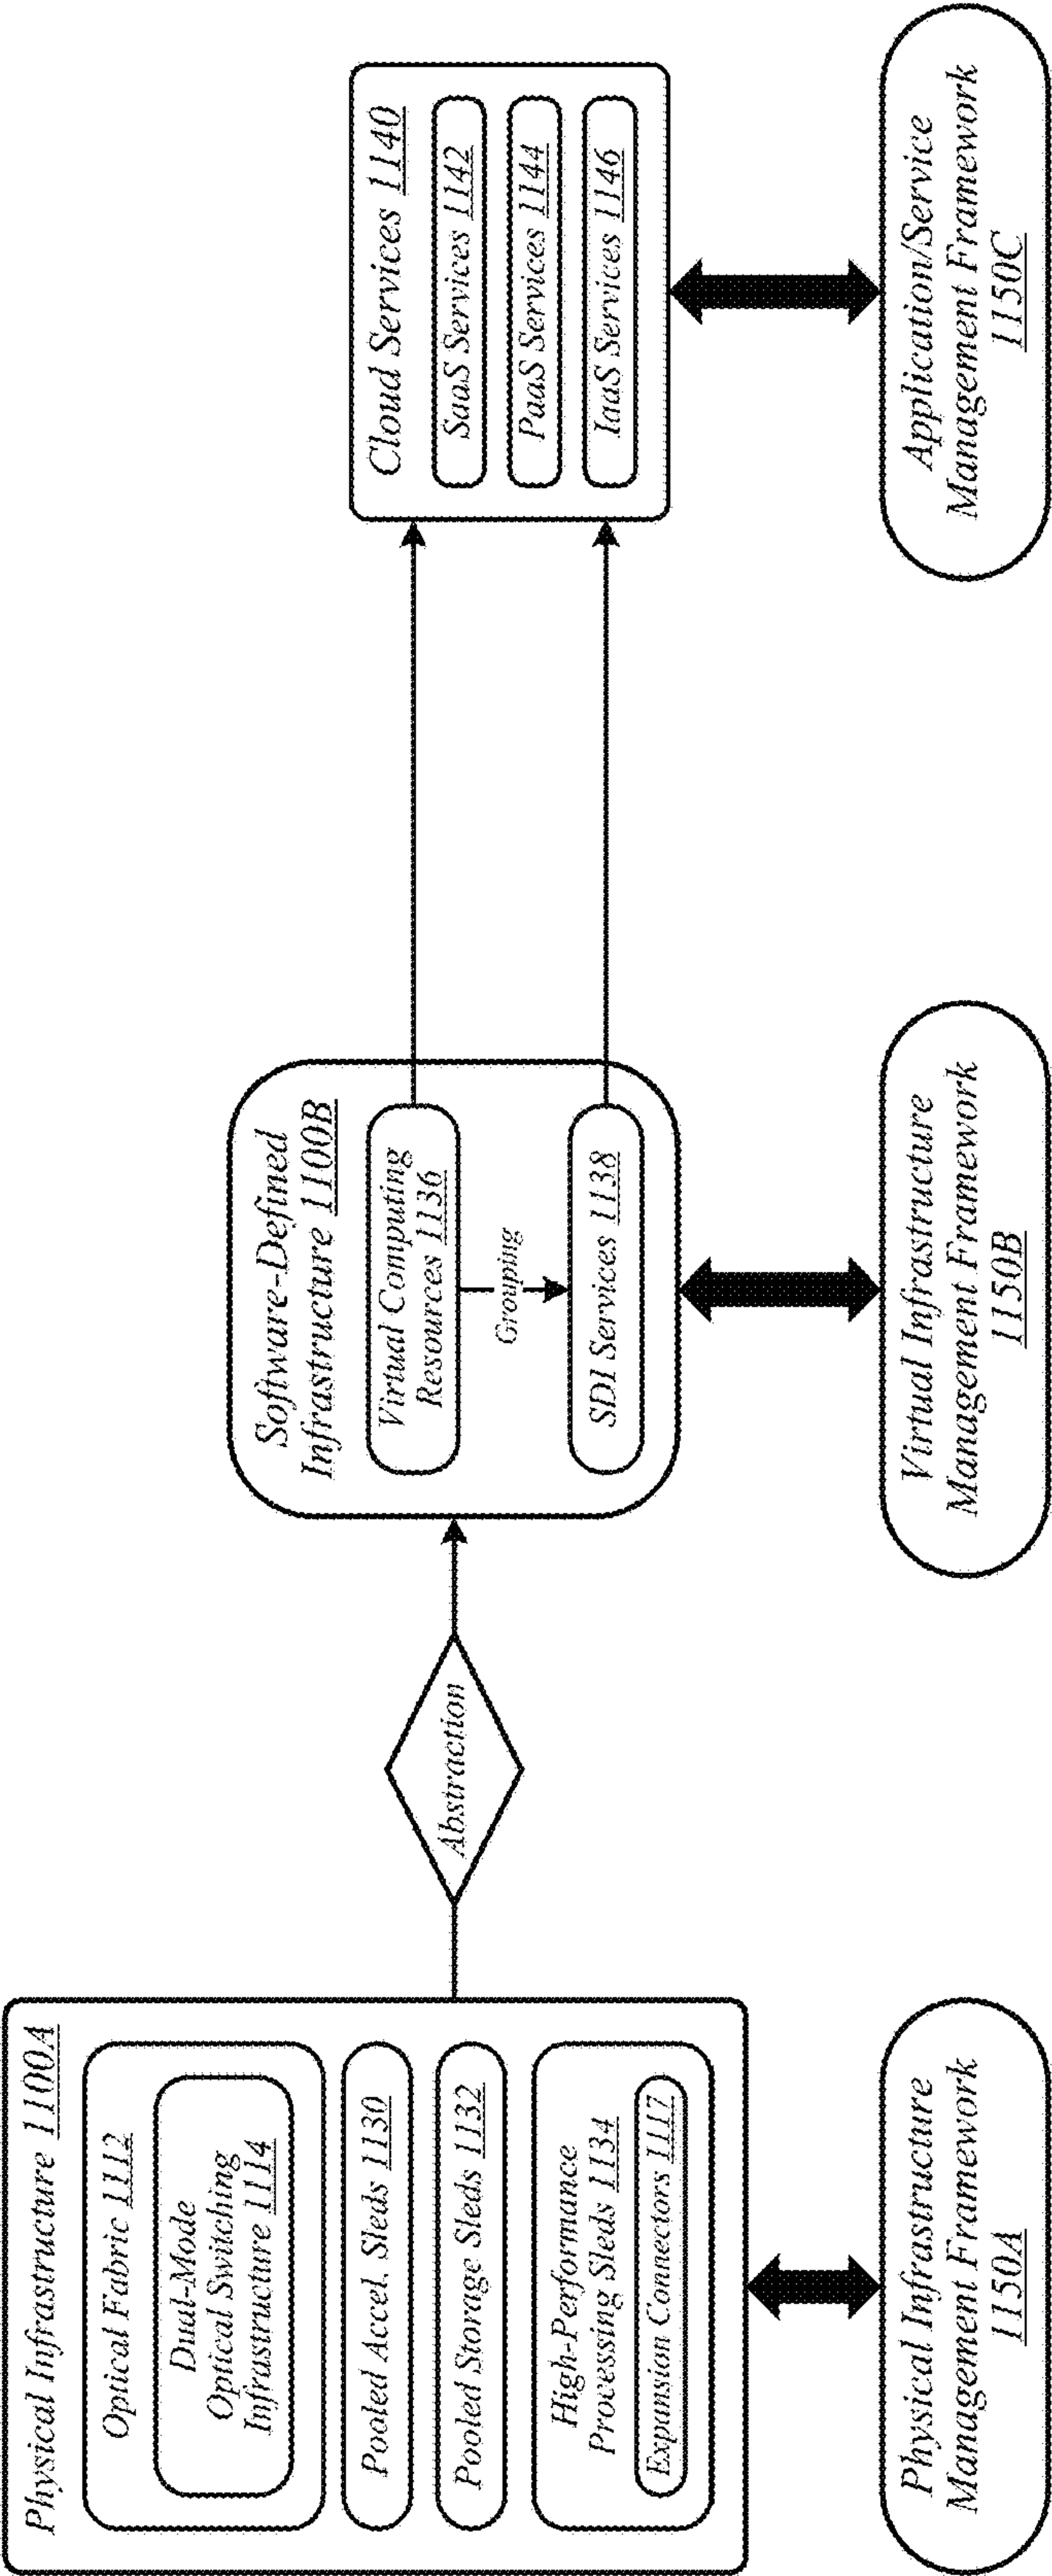 Physical Infrastructure 1100A
Optical Fabric 1112
Dual-Mode
Optical Switching
Infrastructure 1114
Pooled Accel. Sleds 1130
Pooled Storage Sleds 1132
High-Performance
Processing Sleds 1134
Expansion Connectors 1117
Physical Infrastructure
Management Framework
1150A
Abstraction
Software-Defined
Infrastructure 1100B
Virtual Computing
Resources 1136
Grouping
SDI Services 1138
Virtual Infrastructure
Management Framework
1150B
Cloud Services 1140
SaaS Services 1142
PaaS Services 1144
IaaS Services 1146
Application/Service
Management Framework
1150C